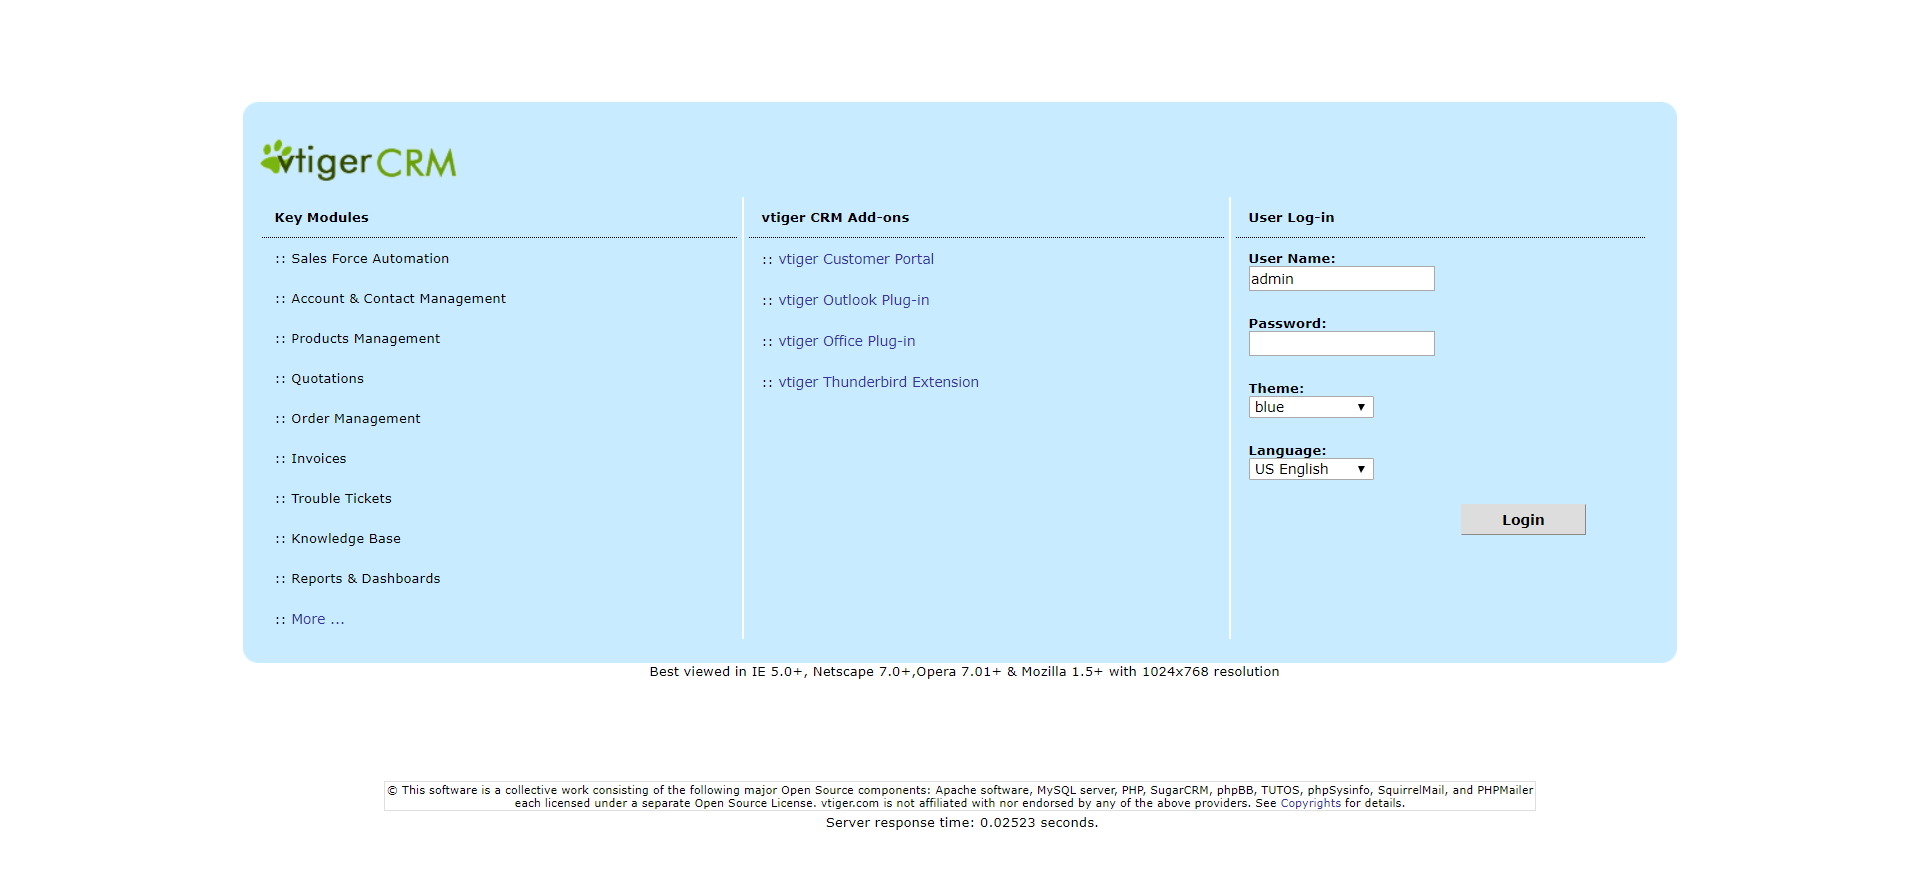 vtiger CRM
Key Modules
:: Sales Force Automation
:: Account & Contact Management
:: Products Management
:: Quotations
:: Order Management
:: Invoices
:: Trouble Tickets
:: Knowledge Base
:: Reports & Dashboards
:: More ...
vtiger CRM Add-ons
:: vtiger Customer Portal
:: vtiger Outlook Plug-in
:: vtiger Office Plug-in
:: vtiger Thunderbird Extension
User Log-in
User Name:
admin
Password:
Theme:
blue
Language:
US English
Login
Best viewed in IE 5.0+, Netscape 7.0+,Opera 7.01+ & Mozilla 1.5+ with 1024x768 resolution
© This software is a collective work consisting of the following major Open Source components: Apache software, MySQL server, PHP, SugarCRM, phpBB, TUTOS, phpSysinfo, SquirrelMail, and PHPMailer
each licensed under a separate Open Source License. vtiger.com is not affiliated with nor endorsed by any of the above providers. See Copyrights for details.
Server response time: 0.02523 seconds.